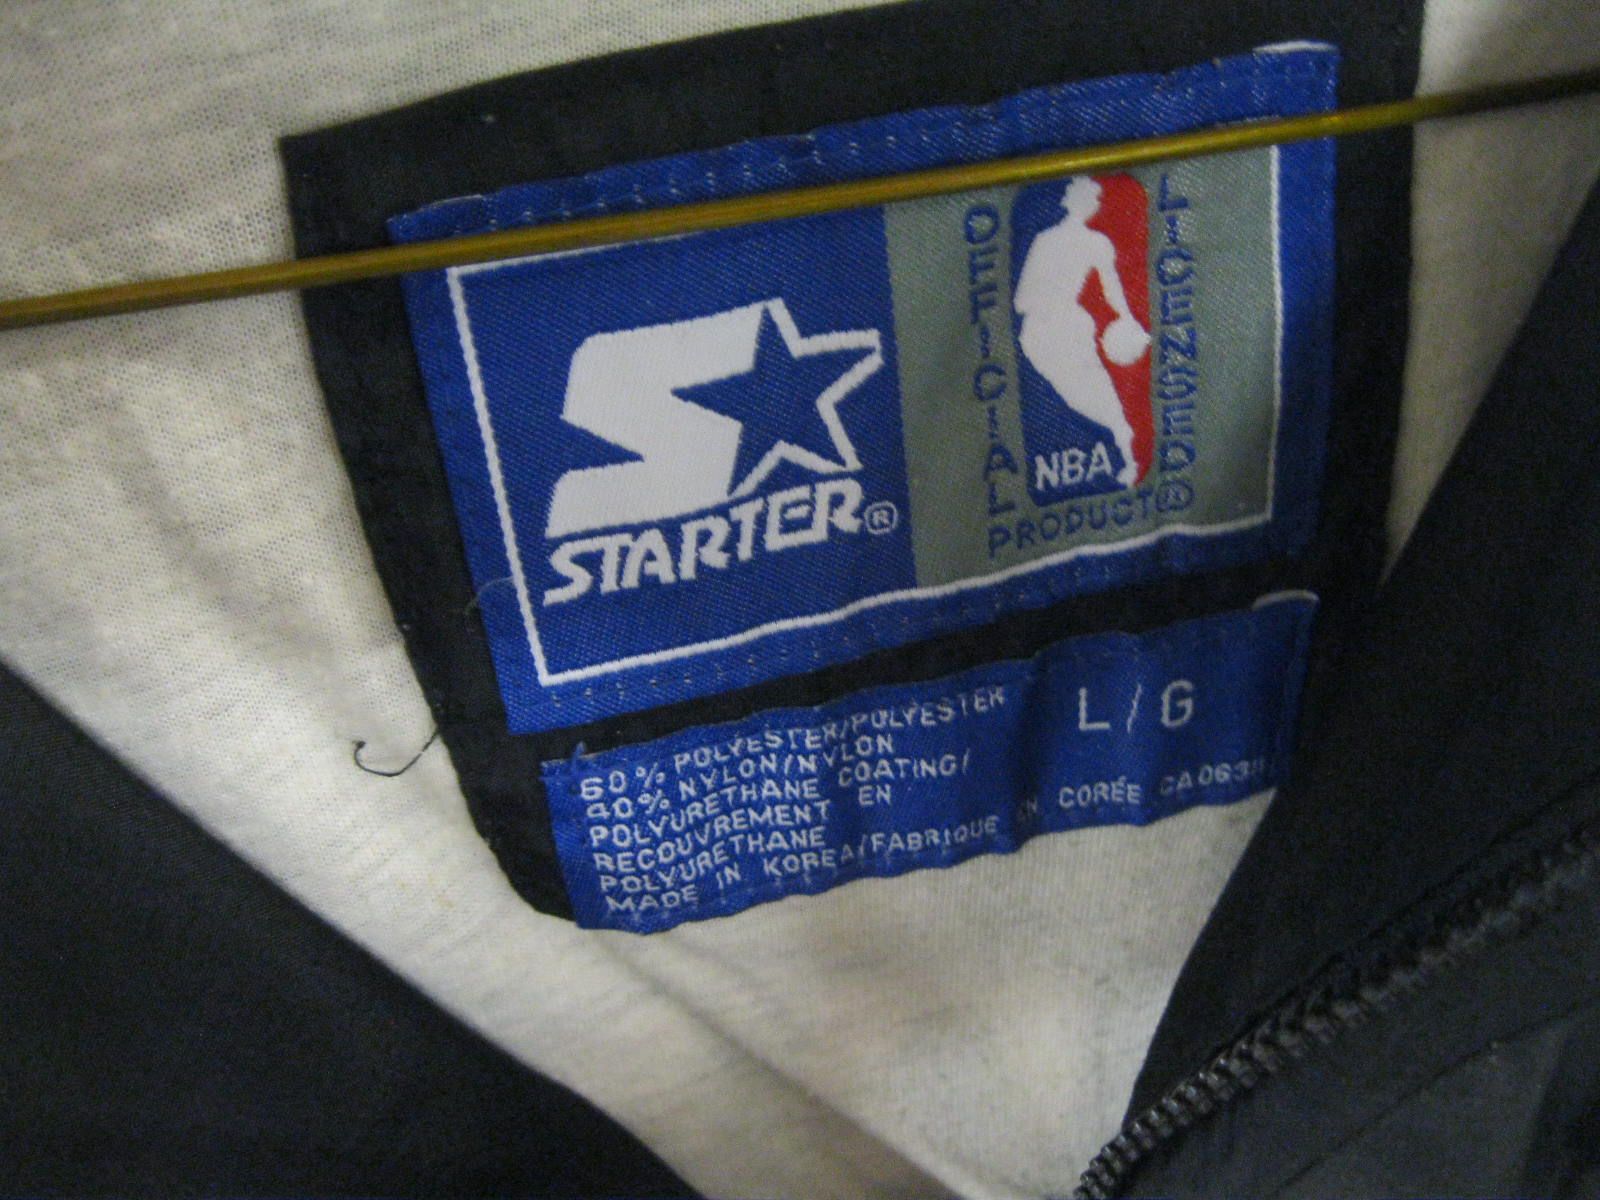 STARTER®
OFFICIAL
NBA
LICENSED
PRODUCT®
60% POLYESTER/POLYESTER
40% NYLON/NYLON
POLYURETHANE COATING/
RECOUVREMENT EN
POLYURETHANE
MADE IN KOREA/FABRIQUE EN CORÉE
L/G